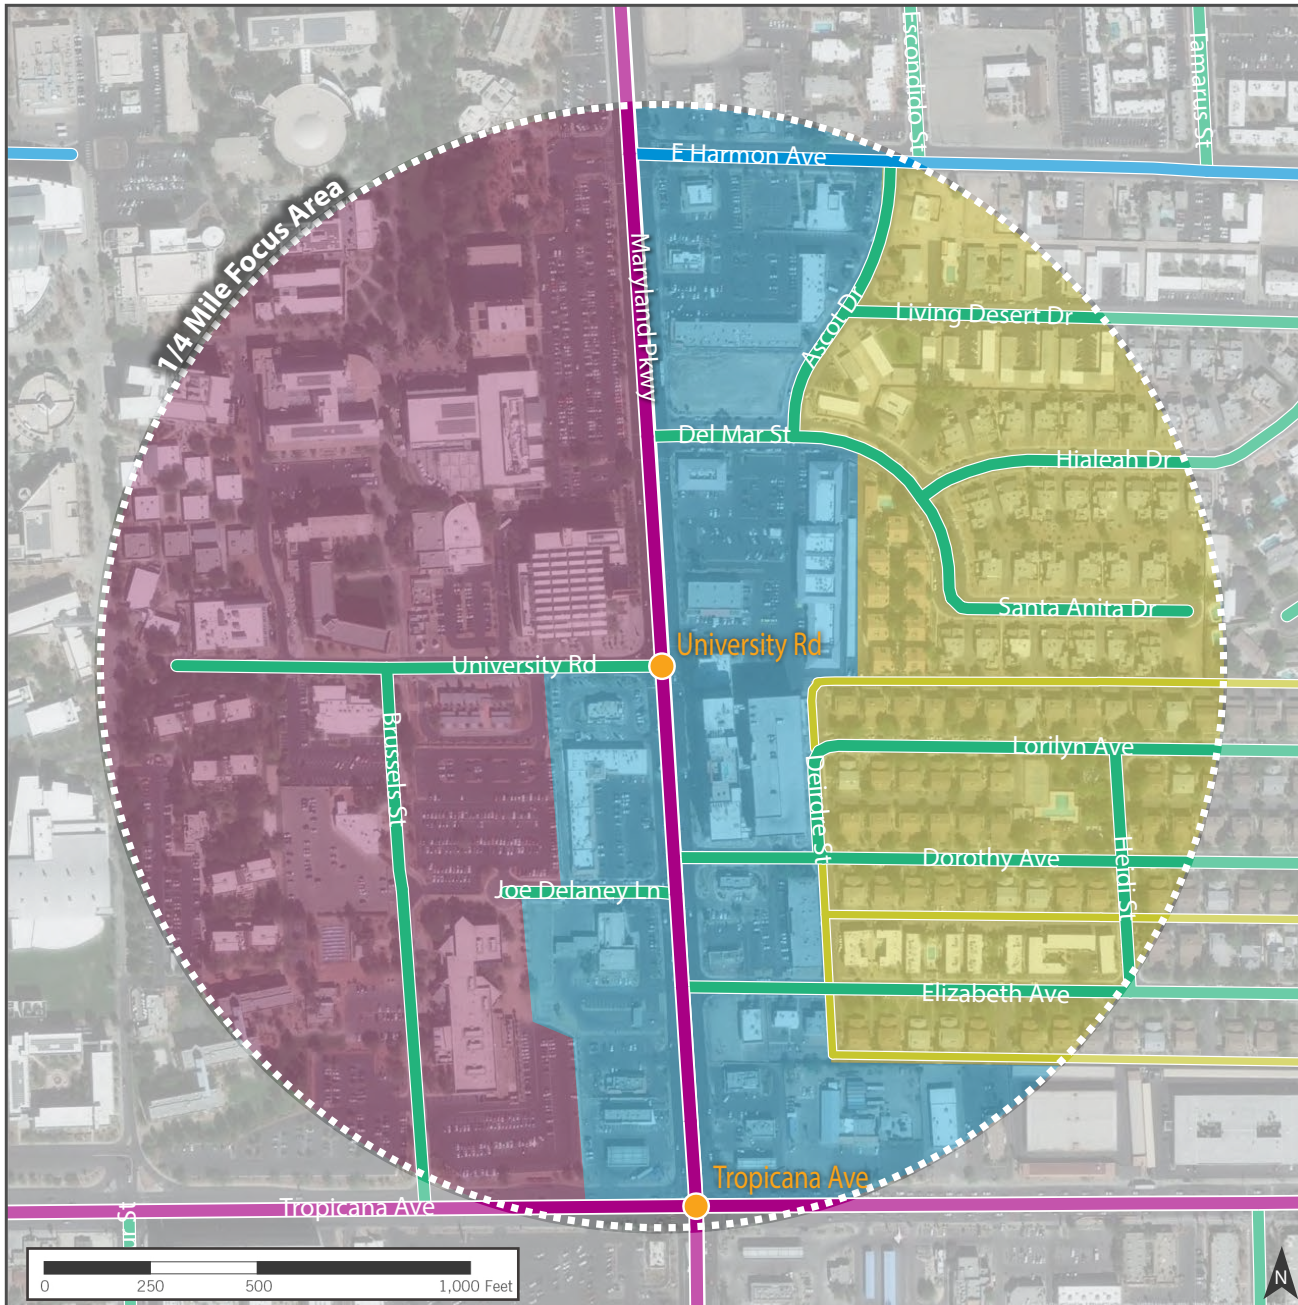 Escondido St
Tamarus St
E Harmon Ave
1/4 Mile Focus Area
Maryland Pkwy
Ascot Dr
Living Desert Dr
Del Mar St
Hialeah Dr
Santa Anita Dr
University Rd
University Rd
Brussels St
Lorilyn Ave
Deirdre St
Dorothy Ave
Heidi St
Joe Delaney Ln
Elizabeth Ave
Tropicana Ave
Tropicana Ave
0 250 500 1,000 Feet
N